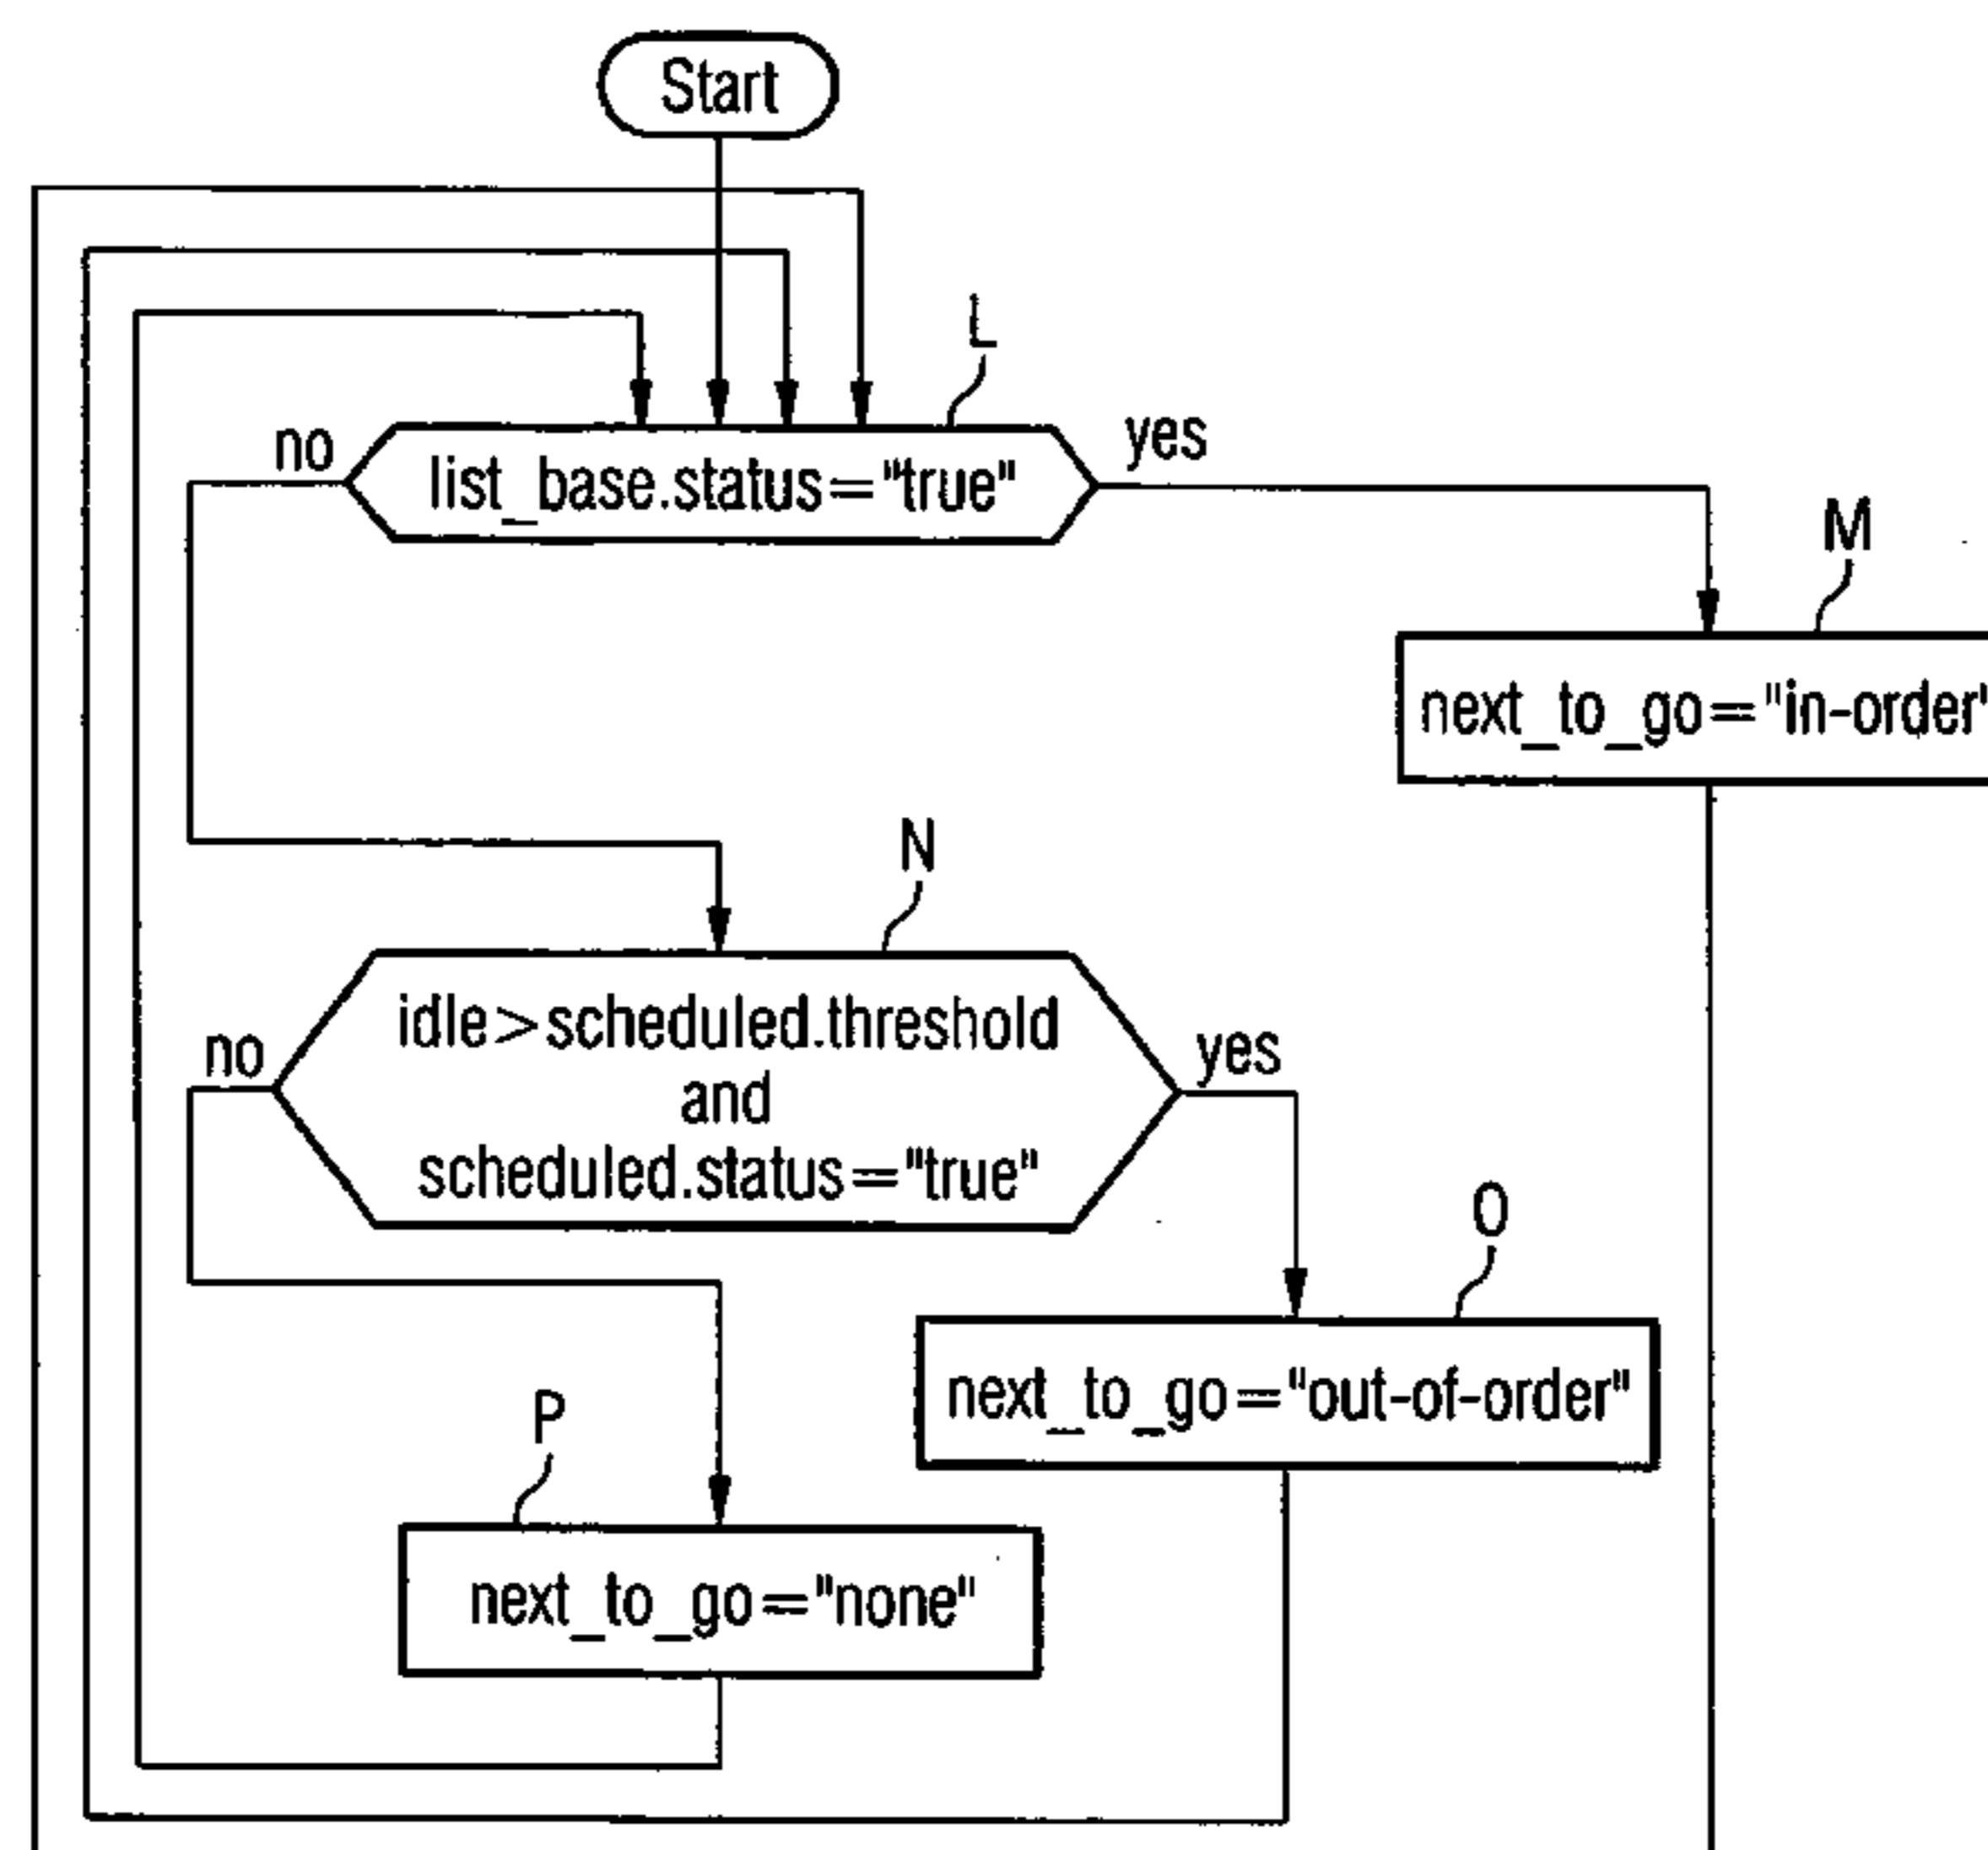 Start
L
no
yes
list_base.status="true"
M
next_to_go="in-order"
N
idle>scheduled.threshold
no
yes
and
scheduled.status="true"
O
next_to_go="out-of-order"
P
next_to_go="none"